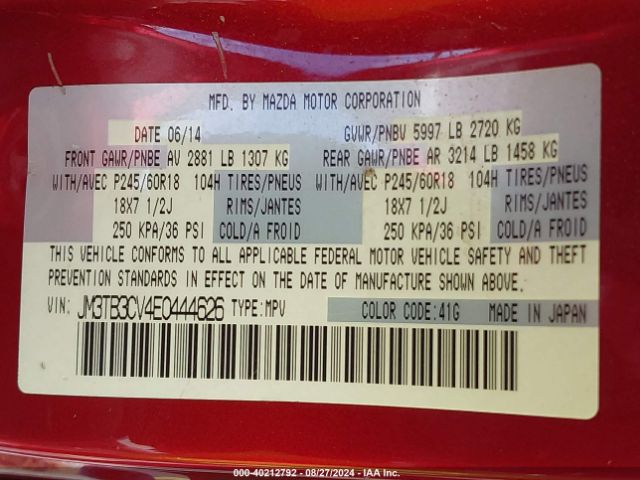 MFD. BY MAZDA MOTOR CORPORATION
DATE 06/14 GVWR/PNBV 5997 LB 2720 KG
FRONT GAWR/PNBE AV 2881 LB 1307 KG REAR GAWR/PNBE AR 3214 LB 1458 KG
WITH/AVEC P245/60R18 104H TIRES/PNEUS WITH/AVEC P245/60R18 104H TIRES/PNEUS
18X7 1/2J RIMS/JANTES 18X7 1/2J RIMS/JANTES
250 KPA/36 PSI COLD/A FROID 250 KPA/36 PSI COLD/A FROID
THIS VEHICLE CONFORMS TO ALL APPLICABLE FEDERAL MOTOR VEHICLE SAFETY AND THEFT
PREVENTION STANDARDS IN EFFECT ON THE DATE OF MANUFACTURE SHOWN ABOVE.
VIN: JM3TB3CV4E0444626 TYPE:MPV COLOR CODE:41G MADE IN JAPAN
000-40212792 - 08/27/2024 - IAA Inc.